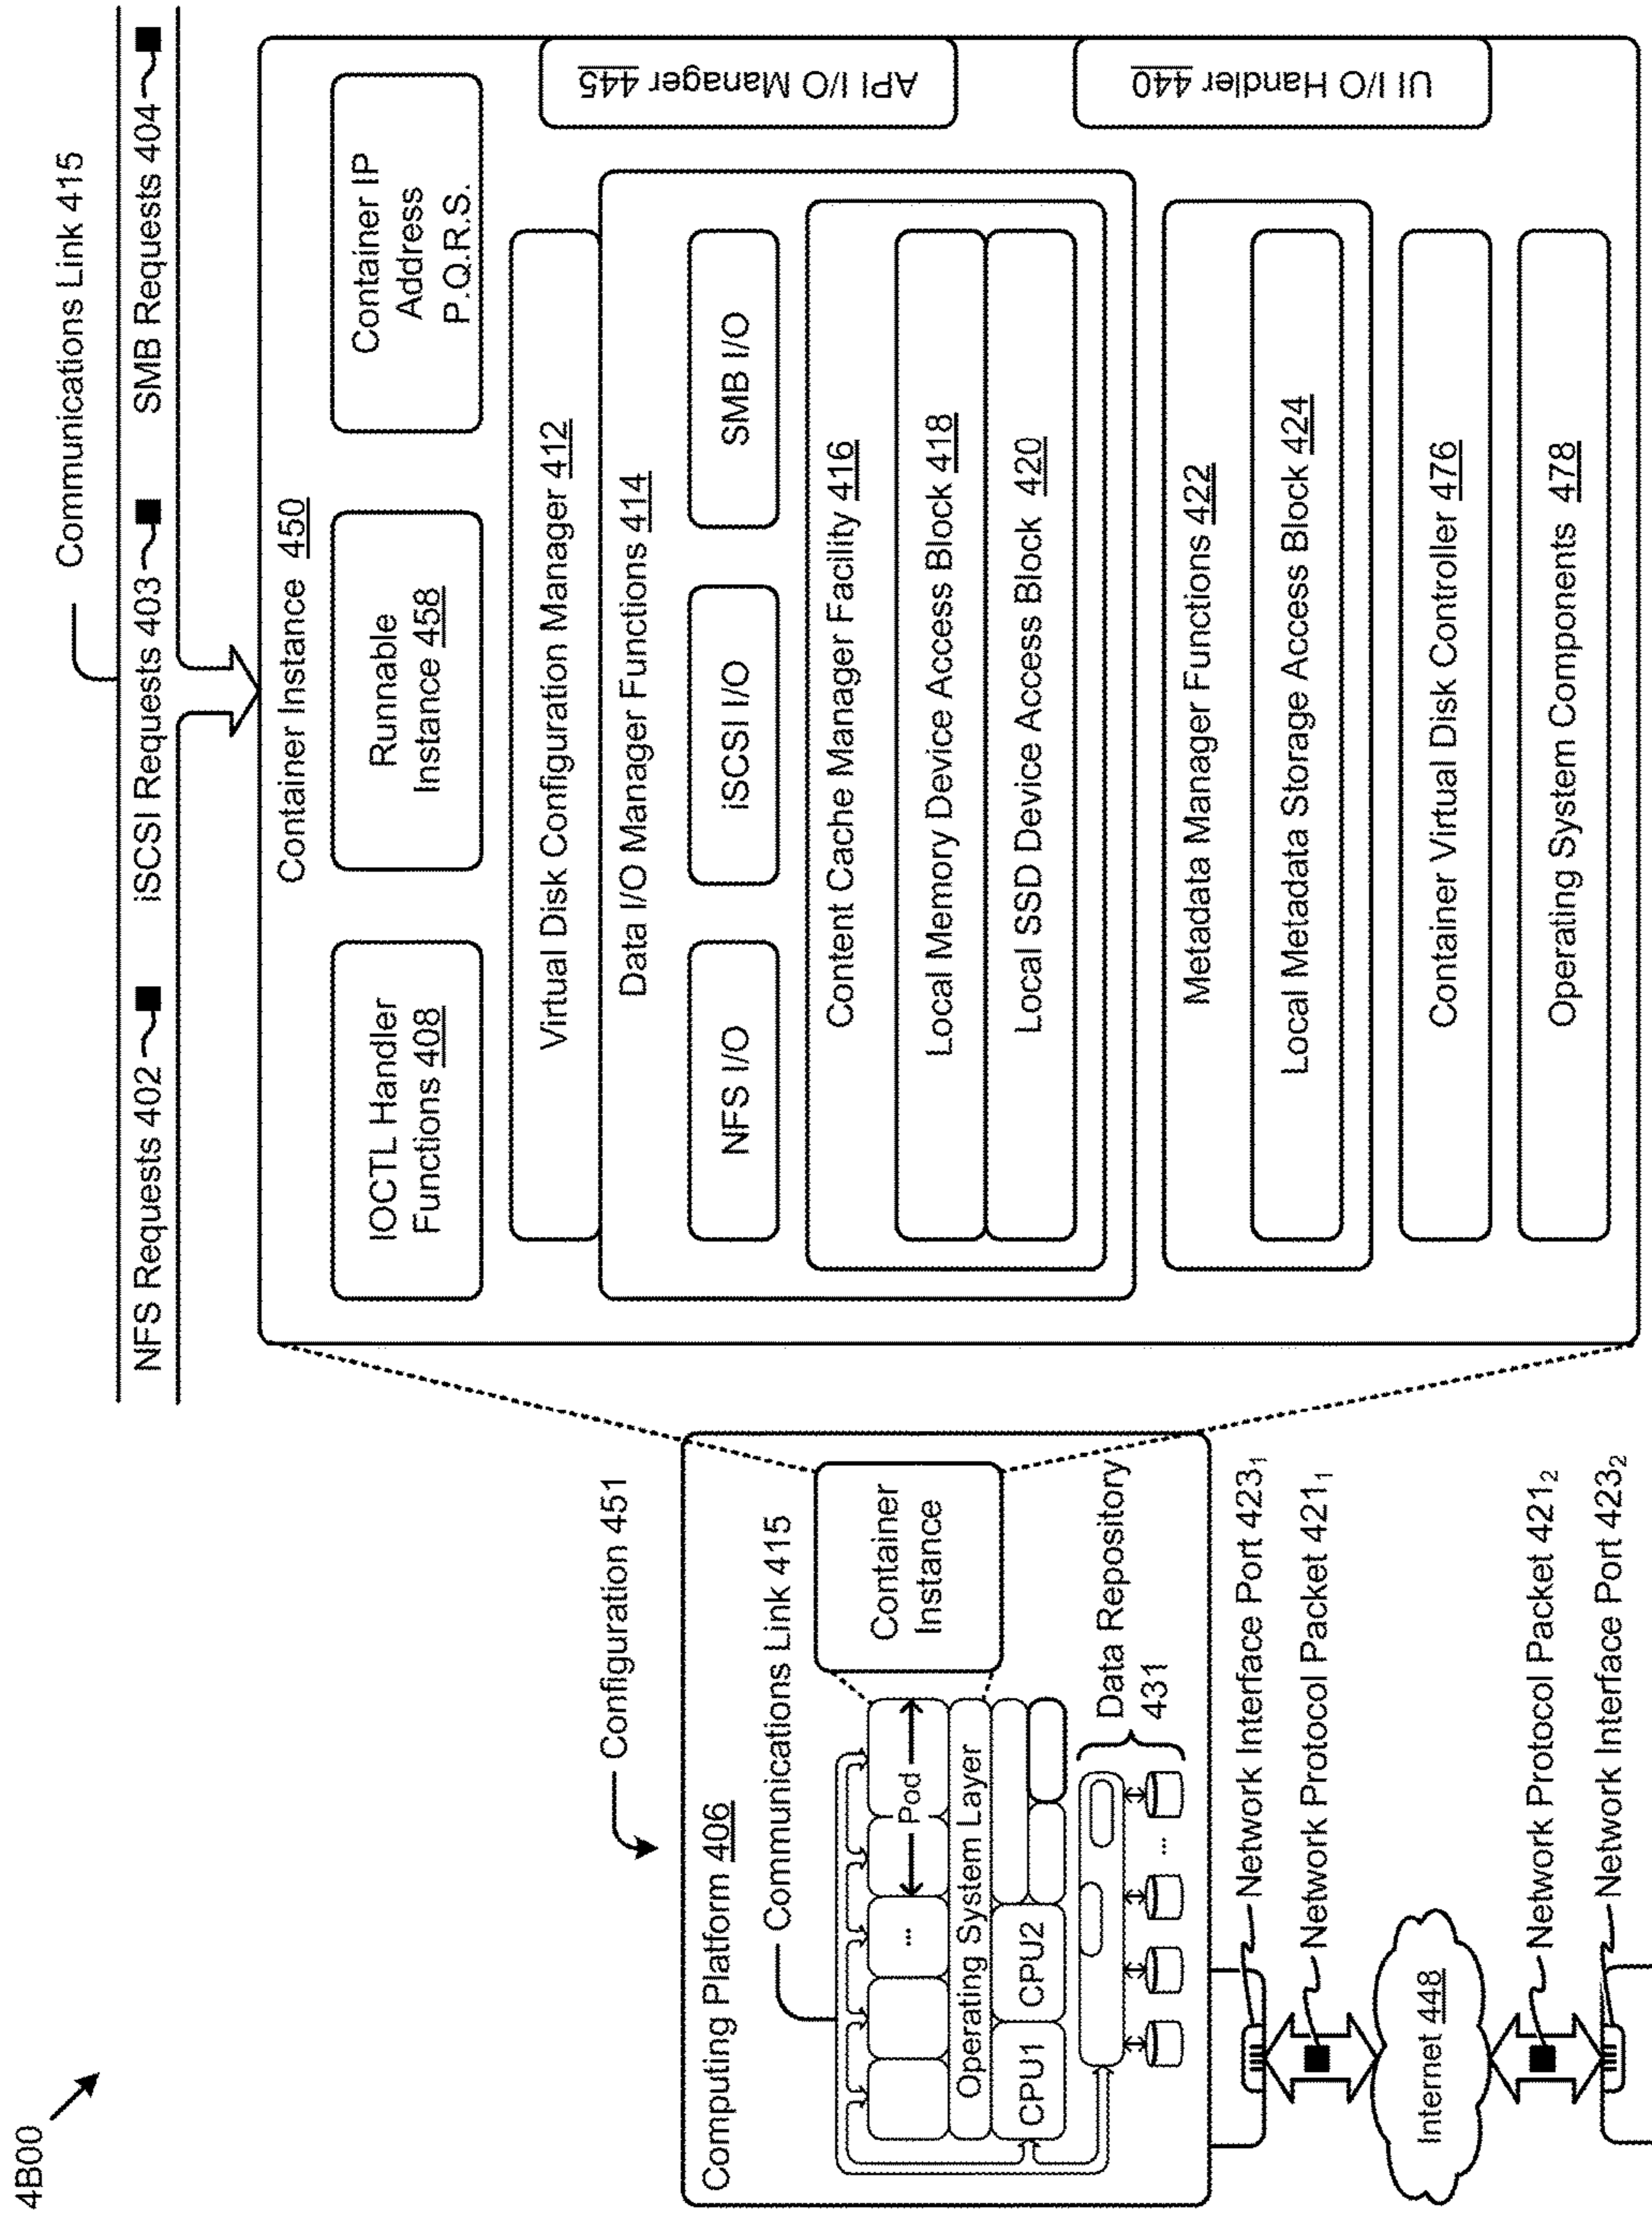 4B00
Communications Link 415
NFS Requests 402
iSCSI Requests 403
SMB Requests 404
Configuration 451
Computing Platform 406
Communications Link 415
...
Pod
Operating System Layer
CPU1
CPU2
Container
Instance
Data Repository
431
...
Network Interface Port 423₁
Network Protocol Packet 421₁
Internet 448
Network Protocol Packet 421₂
Network Interface Port 423₂
Container Instance 450
IOCTL Handler
Functions 408
Runnable
Instance 458
Container IP
Address
P.Q.R.S.
Virtual Disk Configuration Manager 412
Data I/O Manager Functions 414
NFS I/O
iSCSI I/O
SMB I/O
Content Cache Manager Facility 416
Local Memory Device Access Block 418
Local SSD Device Access Block 420
Metadata Manager Functions 422
Local Metadata Storage Access Block 424
Container Virtual Disk Controller 476
Operating System Components 478
API I/O Manager 445
UI I/O Handler 440